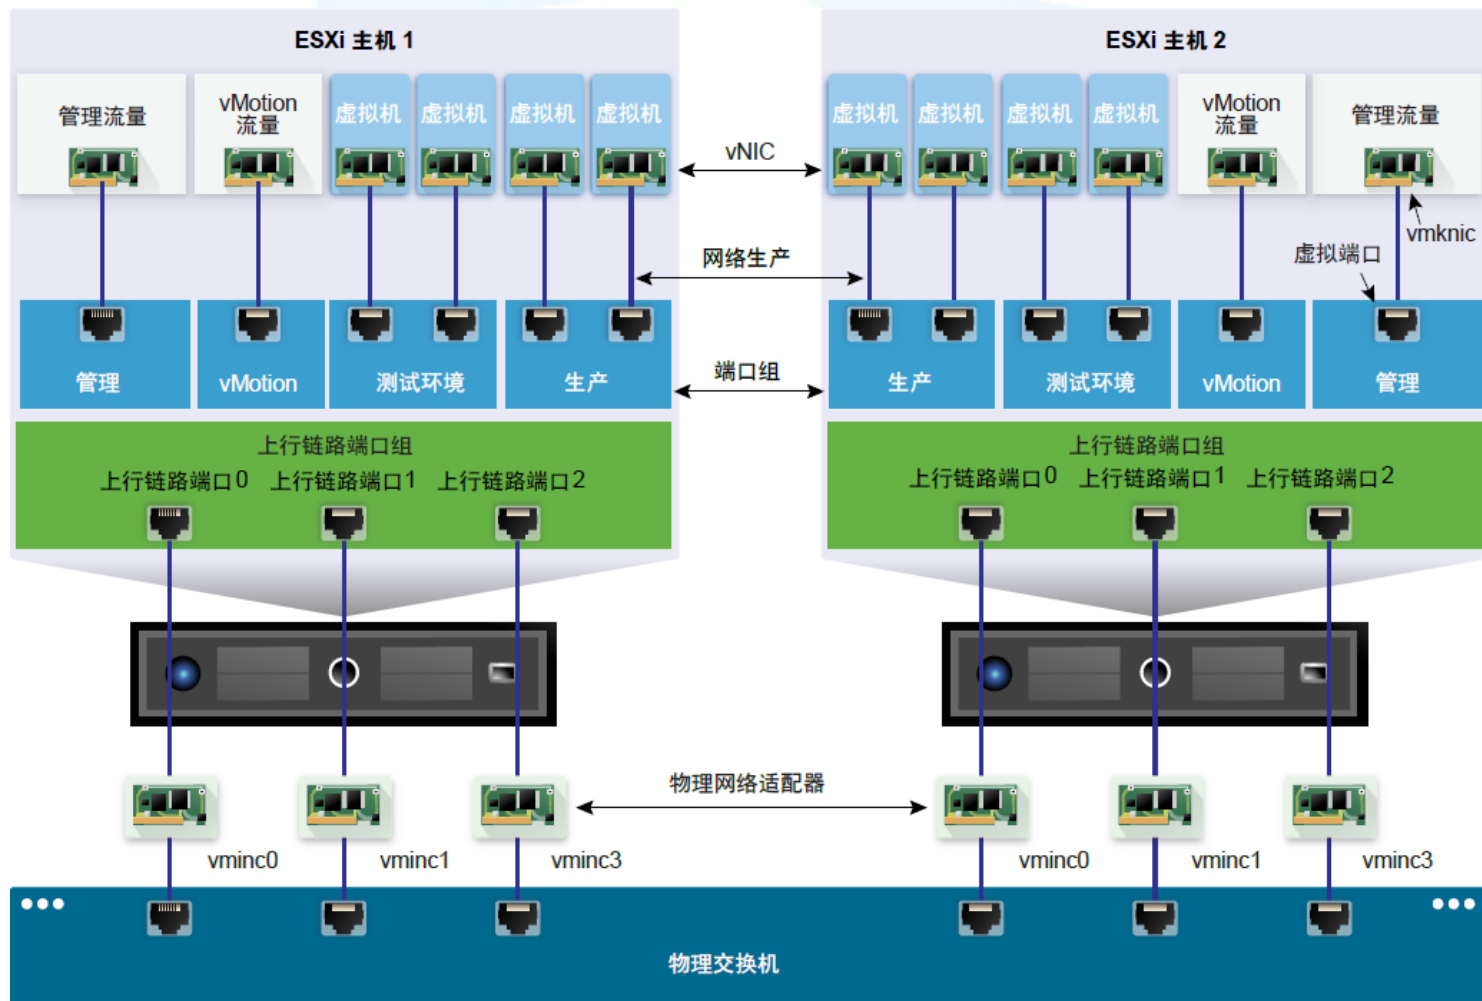 ESXi 主机 1
ESXi 主机 2
管理流量
vMotion
流量
虚拟机
虚拟机
虚拟机
虚拟机
vNIC
虚拟机
虚拟机
虚拟机
虚拟机
vMotion
流量
管理流量
vmknic
网络生产
虚拟端口
管理
vMotion
测试环境
生产
端口组
生产
测试环境
vMotion
管理
上行链路端口组
上行链路端口0
上行链路端口1
上行链路端口2
上行链路端口组
上行链路端口0
上行链路端口1
上行链路端口2
物理网络适配器
vminc0
vminc1
vminc3
vminc0
vminc1
vminc3
物理交换机